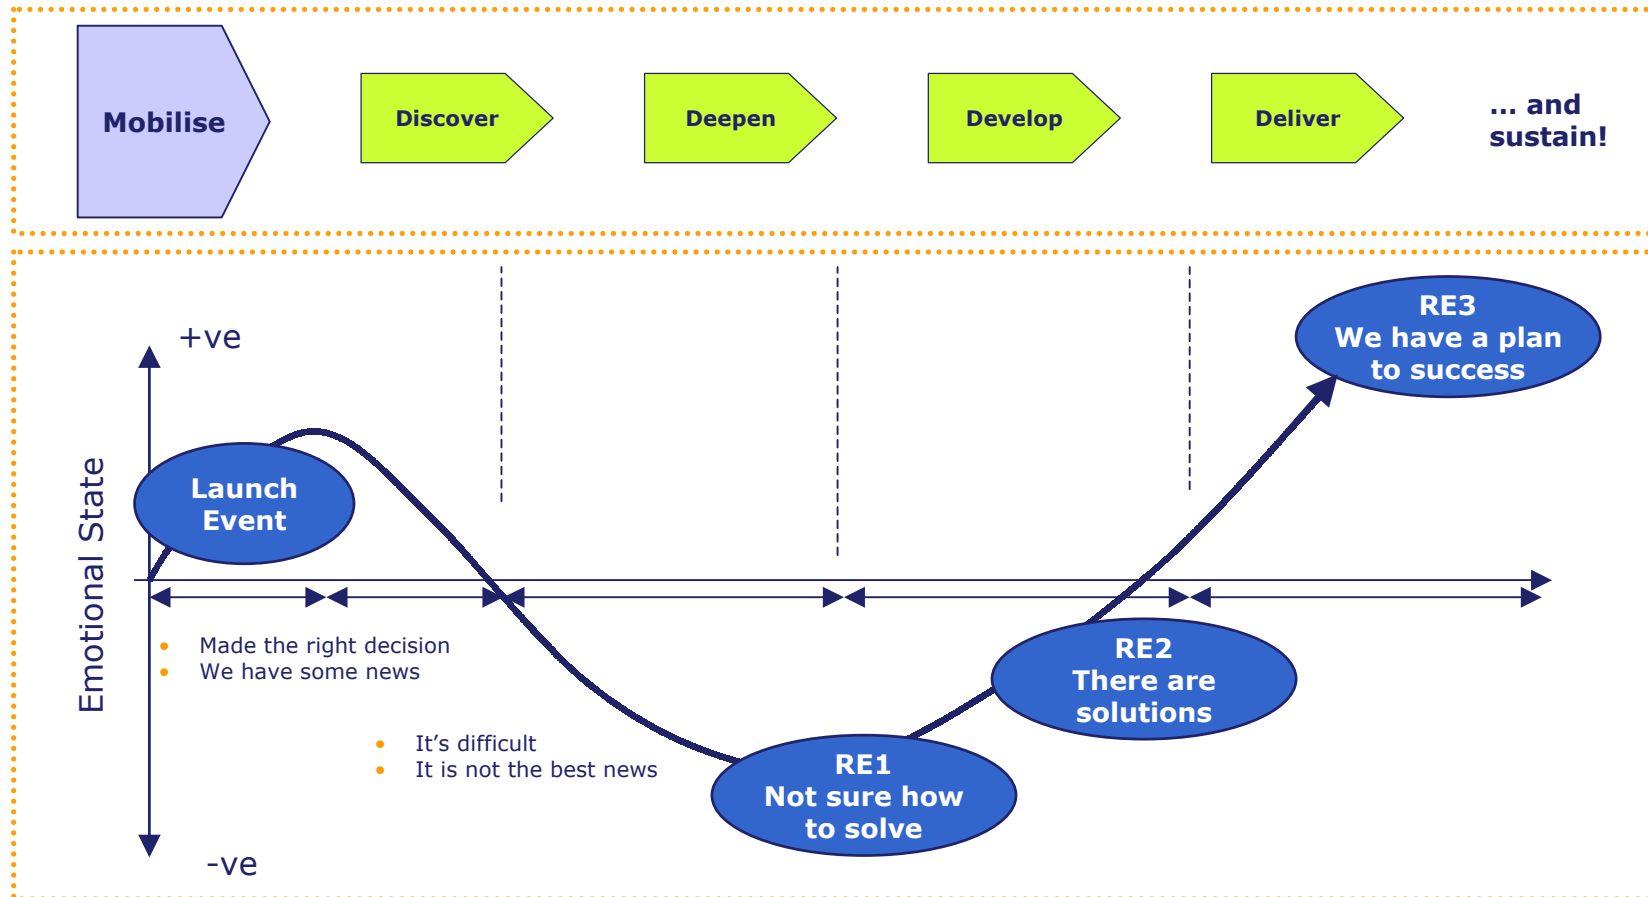 Mobilise
Discover
Deepen
Develop
Deliver
... and
sustain!
+ve
Emotional State
-ve
Launch
Event
Made the right decision
We have some news
It’s difficult
It is not the best news
RE1
Not sure how
to solve
RE2
There are
solutions
RE3
We have a plan
to success